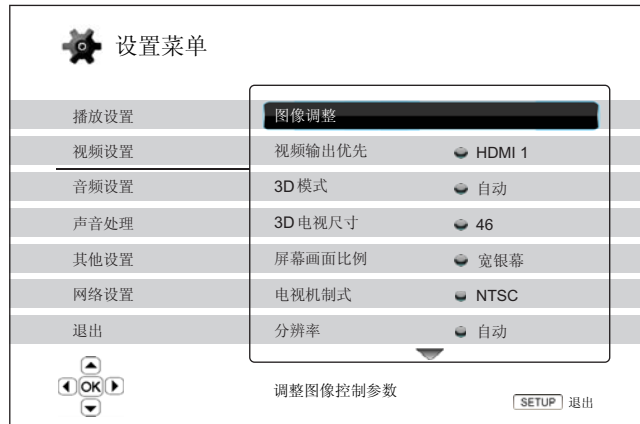 设置菜单
播放设置 图像调整
视频设置 视频输出优先 HDMI 1
音频设置 3D 模式 自动
声音处理 3D 电视尺寸 46
其他设置 屏幕画面比例 宽银幕
网络设置 电视机制式 NTSC
退出 分辨率 自动
OK 调整图像控制参数 SETUP 退出